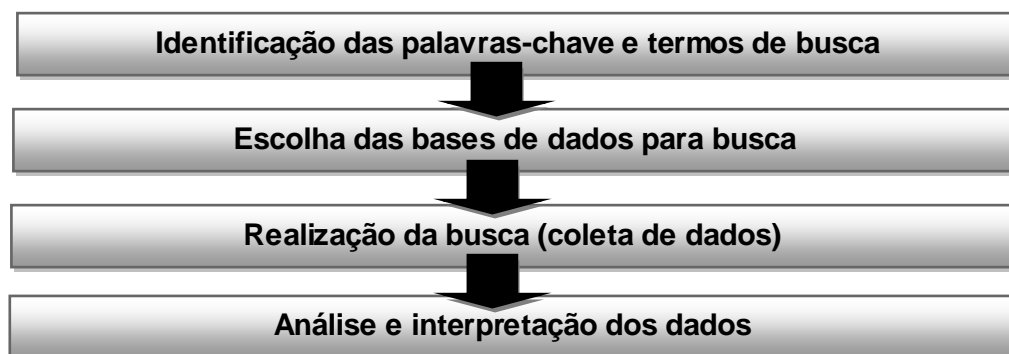 Identificação das palavras-chave e termos de busca
Escolha das bases de dados para busca
Realização da busca (coleta de dados)
Análise e interpretação dos dados